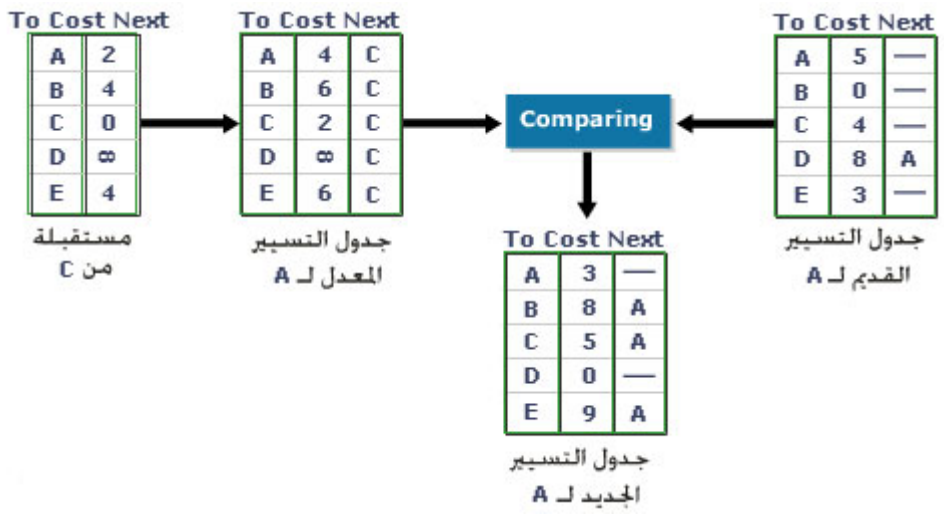 To Cost Next
A 2
B 4
C 0
D ∞
E 4
مستقبلة
من C
To Cost Next
A 4 C
B 6 C
C 2 C
D ∞ C
E 6 C
جدول التسيير
المعدل لـ A
Comparing
To Cost Next
A 5 —
B 0 —
C 4 —
D 8 A
E 3 —
جدول التسيير
القديم لـ A
To Cost Next
A 3 —
B 8 A
C 5 A
D 0 —
E 9 A
جدول التسيير
الجديد لـ A